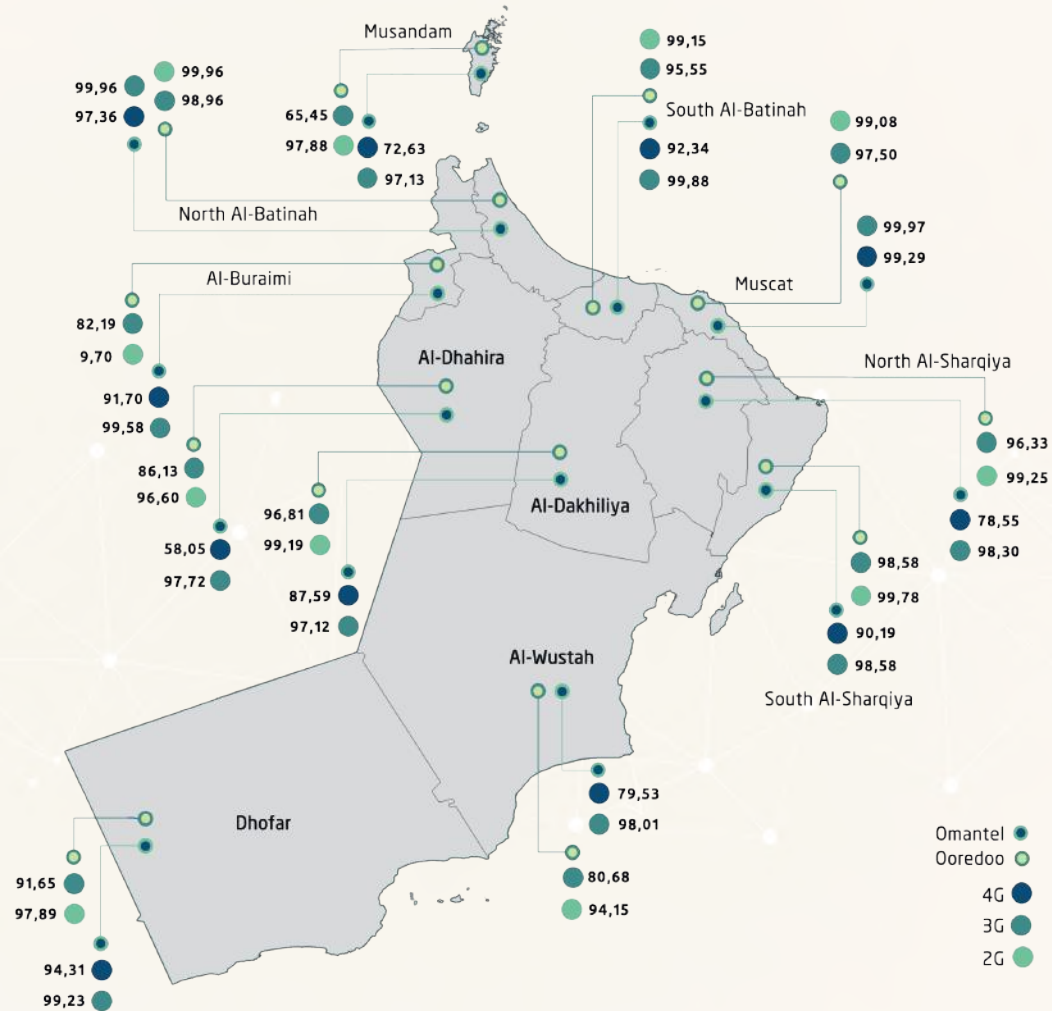 Musandam
99,15
95,55
99,96
99,96
98,96
97,36
65,45
97,88
72,63
97,13
South Al-Batinah
92,34
99,88
99,08
97,50
North Al-Batinah
99,97
99,29
Al-Buraimi
Muscat
82,19
9,70
91,70
99,58
Al-Dhahira
North Al-Sharqiya
86,13
96,60
96,33
99,25
58,05
97,72
96,81
99,19
Al-Dakhiliya
78,55
98,30
87,59
97,12
98,58
99,78
90,19
98,58
Al-Wustah
South Al-Sharqiya
79,53
98,01
Dhofar
80,68
94,15
91,65
97,89
94,31
99,23
Omantel
Ooredoo
4G
3G
2G